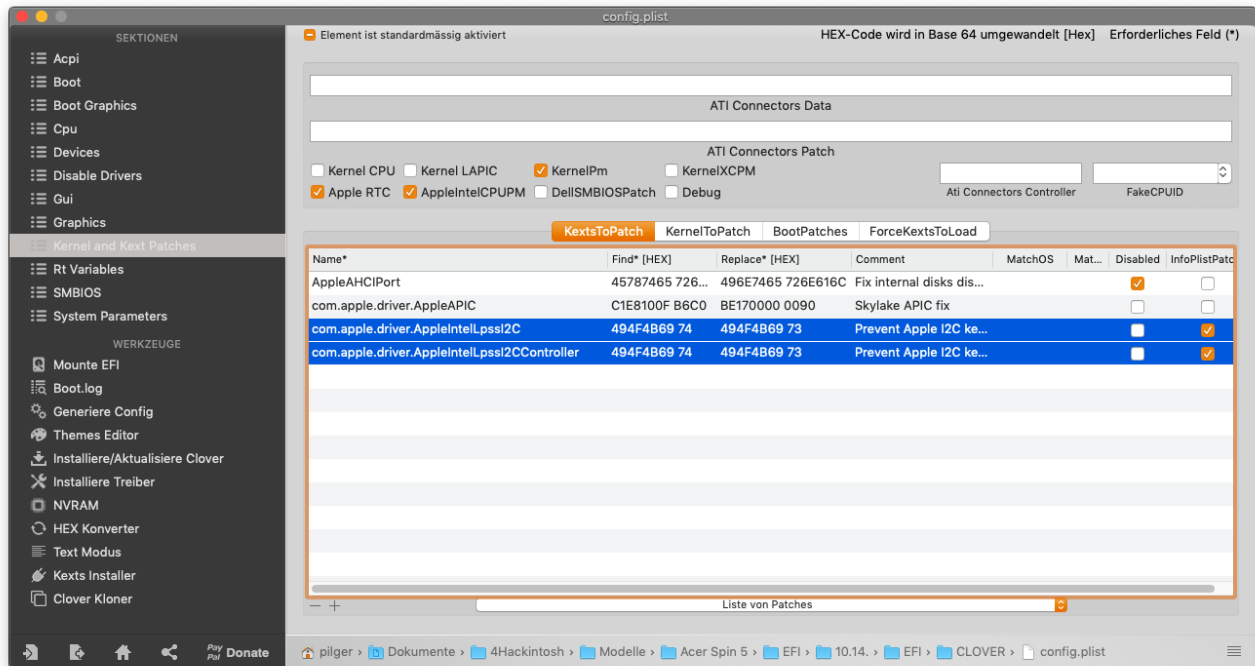 config.plist
SEKTIONEN
Acpi
Boot
Boot Graphics
Cpu
Devices
Disable Drivers
Gui
Graphics
Kernel and Kext Patches
Rt Variables
SMBIOS
System Parameters
WERKZEUGE
Mounte EFI
Boot.log
Generiere Config
Themes Editor
Installiere/Aktualisiere Clover
Installiere Treiber
NVRAM
HEX Konverter
Text Modus
Kexts Installer
Clover Kloner
Pay Pal Donate
Element ist standardmässig aktiviert HEX-Code wird in Base 64 umgewandelt [Hex] Erforderliches Feld (*)
ATI Connectors Data
ATI Connectors Patch
Kernel CPU Kernel LAPIC KernelPm KernelXCPM
Apple RTC AppleIntelCPUPM DellSMBIOSPatch Debug Ati Connectors Controller FakeCPUID
KextsToPatch KernelToPatch BootPatches ForceKextsToLoad
Name* Find* [HEX] Replace* [HEX] Comment MatchOS Mat... Disabled InfoPlistPatc
AppleAHCIPort 45787465 726... 496E7465 726E616C Fix internal disks dis...
com.apple.driver.AppleAPIC C1E8100F B6C0 BE170000 0090 Skylake APIC fix
com.apple.driver.AppleIntelLpssI2C 494F4B69 74 494F4B69 73 Prevent Apple I2C ke...
com.apple.driver.AppleIntelLpssI2CController 494F4B69 74 494F4B69 73 Prevent Apple I2C ke...
Liste von Patches
pilger › Dokumente › 4Hackintosh › Modelle › Acer Spin 5 › EFI › 10.14. › EFI › CLOVER › config.plist